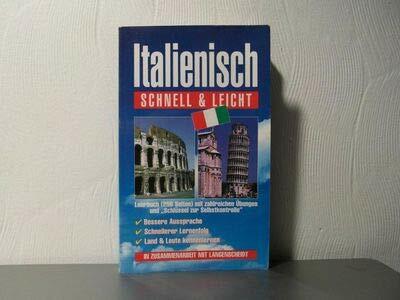 Italienisch
SCHNELL & LEICHT
Lehrbuch (256 Seiten) mit zahlreichen Übungen
und „Schlüssel zur Selbstkontrolle"
✓ Bessere Aussprache
✓ Schnellerer Lernerfolg
✓ Land & Leute kennenlernen
IN ZUSAMMENARBEIT MIT LANGENSCHEIDT